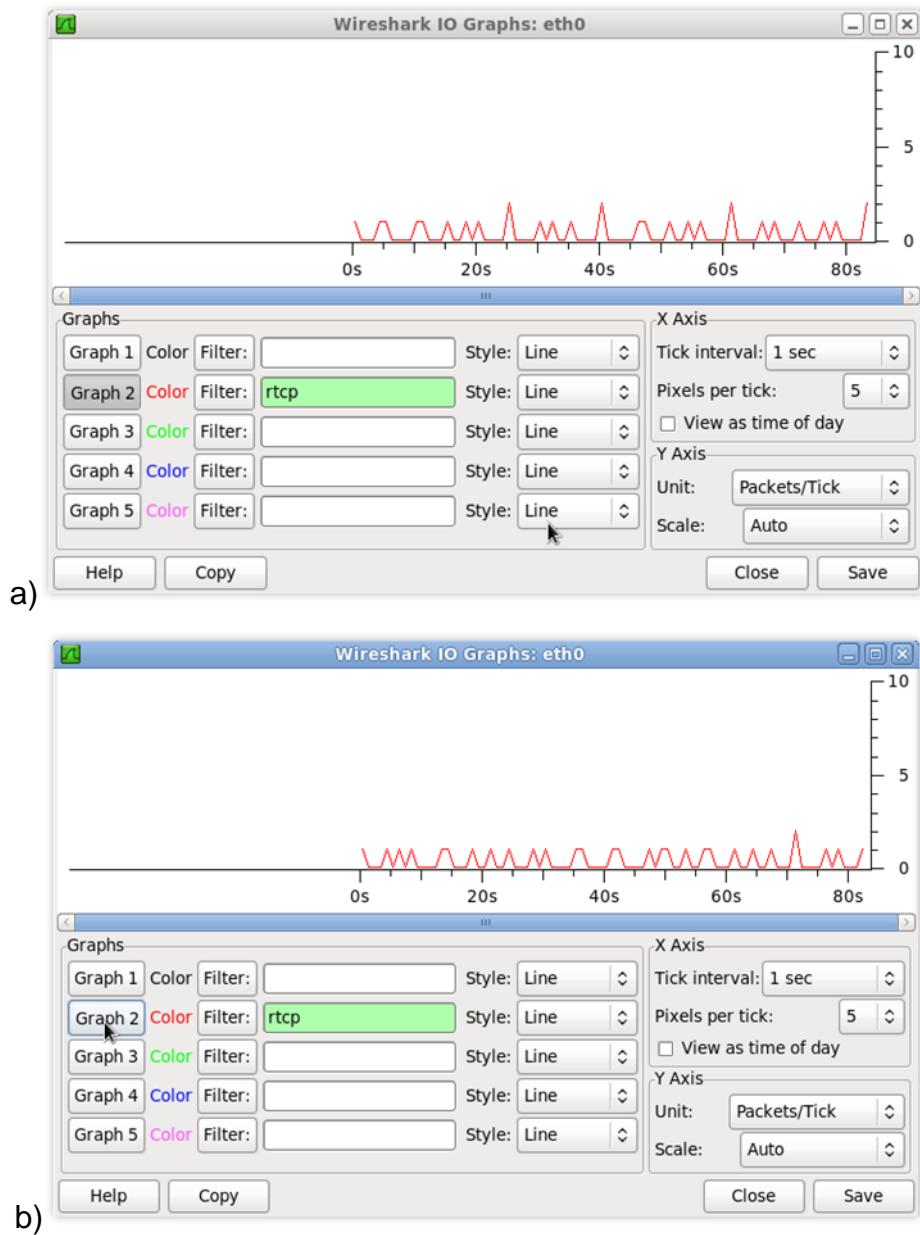 Wireshark IO Graphs: eth0
10
5
0
0s 20s 40s 60s 80s
Graphs
Graph 1 Color Filter: Style: Line
Graph 2 Color Filter: rtcp Style: Line
Graph 3 Color Filter: Style: Line
Graph 4 Color Filter: Style: Line
Graph 5 Color Filter: Style: Line
X Axis
Tick interval: 1 sec
Pixels per tick: 5
View as time of day
Y Axis
Unit: Packets/Tick
Scale: Auto
Help Copy Close Save
a)
Wireshark IO Graphs: eth0
10
5
0
0s 20s 40s 60s 80s
Graphs
Graph 1 Color Filter: Style: Line
Graph 2 Color Filter: rtcp Style: Line
Graph 3 Color Filter: Style: Line
Graph 4 Color Filter: Style: Line
Graph 5 Color Filter: Style: Line
X Axis
Tick interval: 1 sec
Pixels per tick: 5
View as time of day
Y Axis
Unit: Packets/Tick
Scale: Auto
Help Copy Close Save
b)